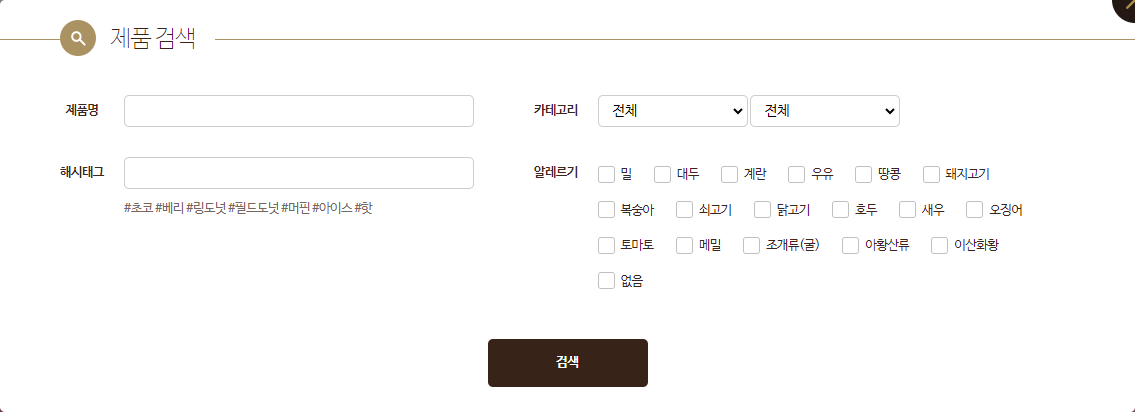 제품 검색
제품명
카테고리 전체 전체
해시태그
#초코 #베리 #링도넛 #필드도넛 #머핀 #아이스 #핫
알레르기 밀 대두 계란 우유 땅콩 돼지고기
복숭아 쇠고기 닭고기 호두 새우 오징어
토마토 메밀 조개류(굴) 아황산류 이산화황
없음
검색